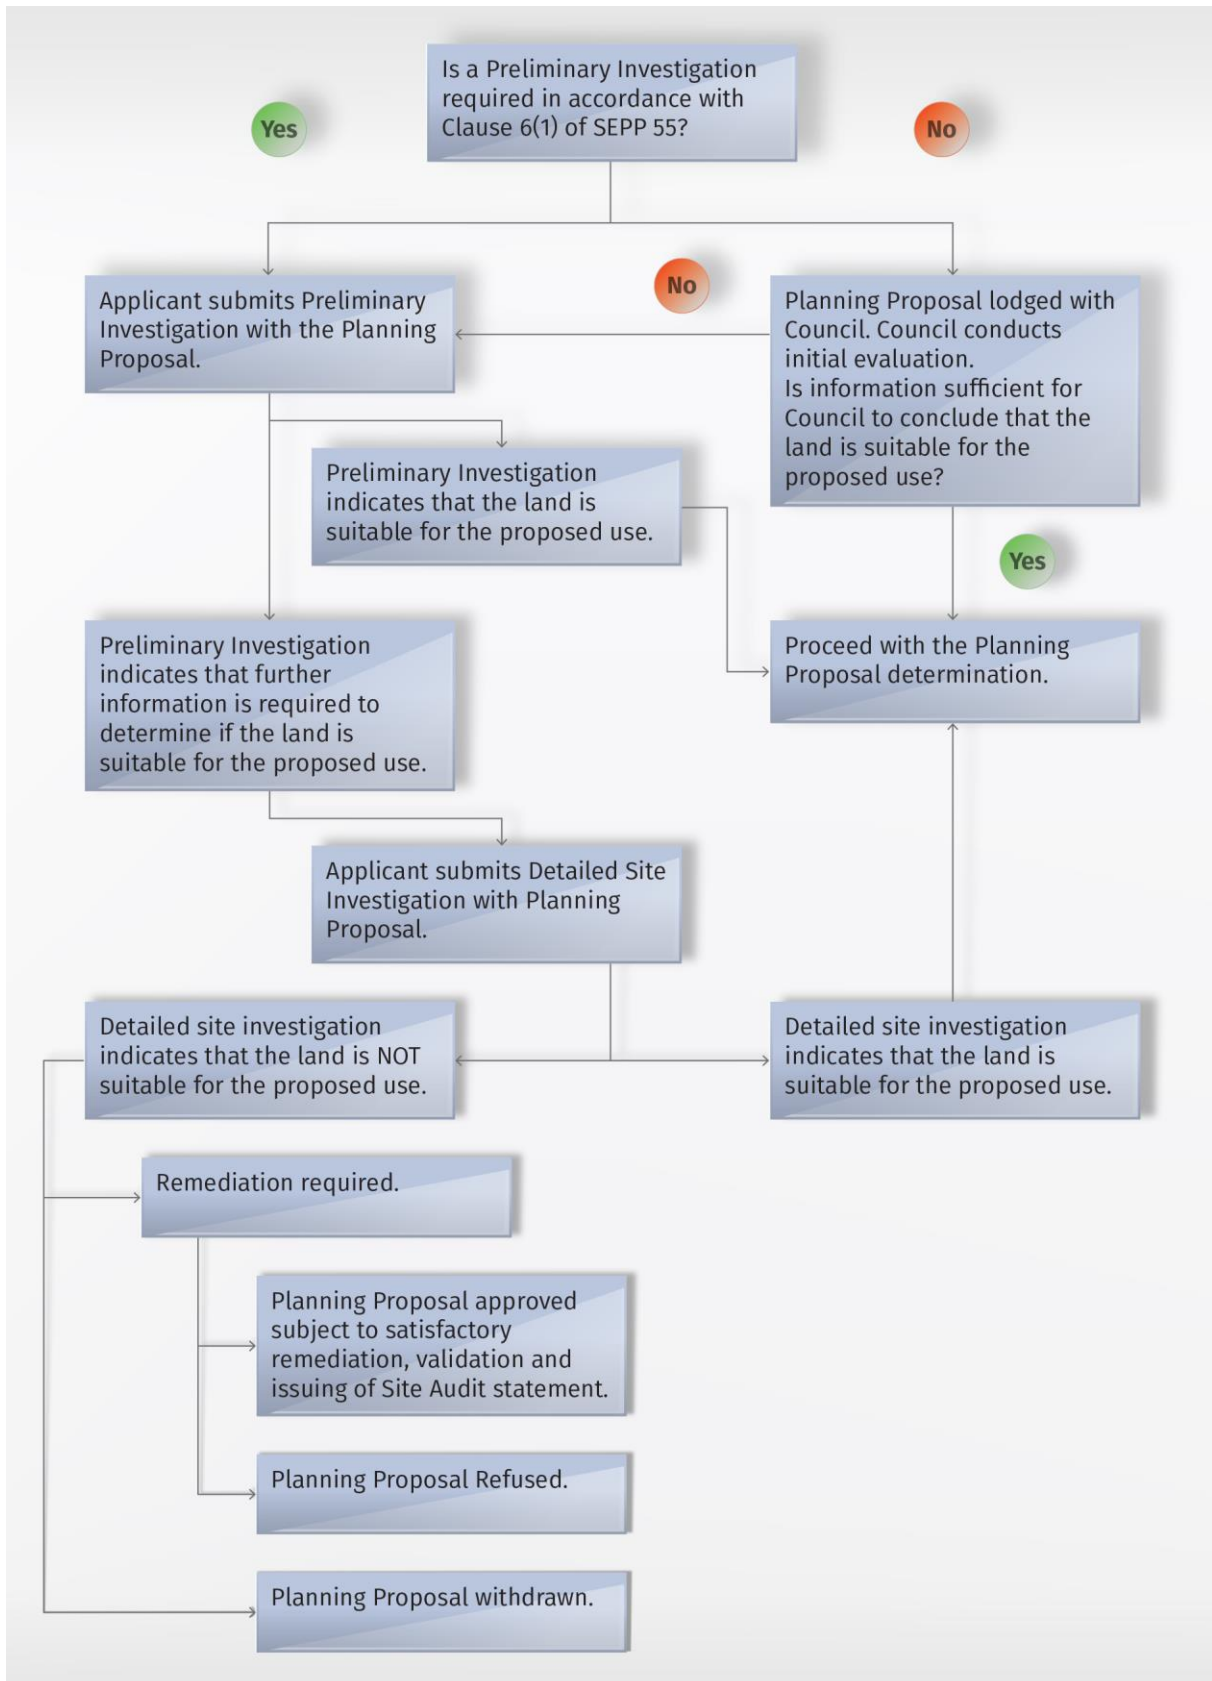 Is a Preliminary Investigation
required in accordance with
Clause 6(1) of SEPP 55?
Yes
No
Applicant submits Preliminary
Investigation with the Planning
Proposal.
No
Planning Proposal lodged with
Council. Council conducts
initial evaluation.
Is information sufficient for
Council to conclude that the
land is suitable for the
proposed use?
Preliminary Investigation
indicates that the land is
suitable for the proposed use.
Yes
Preliminary Investigation
indicates that further
information is required to
determine if the land is
suitable for the proposed use.
Proceed with the Planning
Proposal determination.
Applicant submits Detailed Site
Investigation with Planning
Proposal.
Detailed site investigation
indicates that the land is NOT
suitable for the proposed use.
Detailed site investigation
indicates that the land is
suitable for the proposed use.
Remediation required.
Planning Proposal approved
subject to satisfactory
remediation, validation and
issuing of Site Audit statement.
Planning Proposal Refused.
Planning Proposal withdrawn.